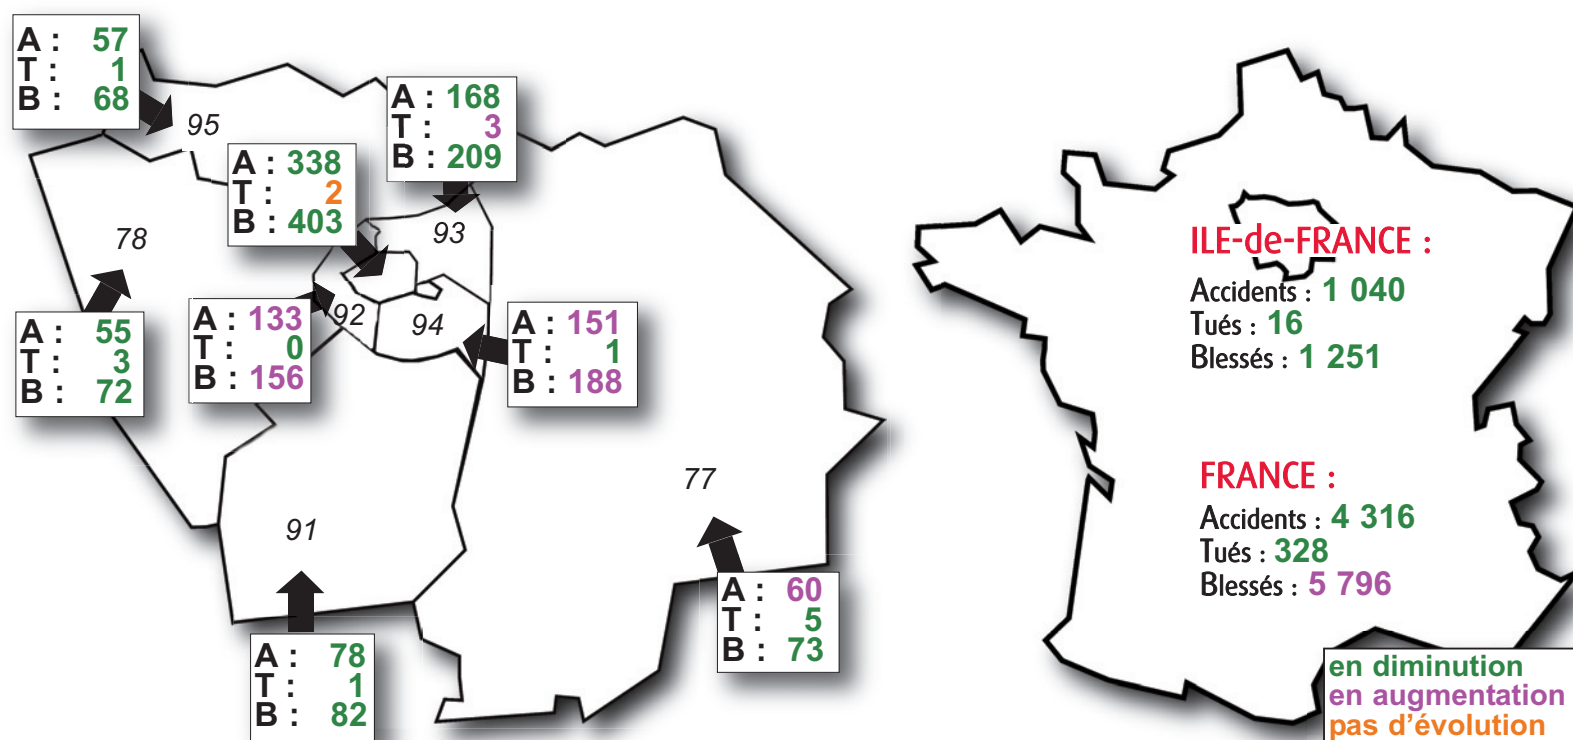 A : 57
T : 1
B : 68
95
A : 168
T : 3
B : 209
93
A : 338
T : 2
B : 403
78
A : 55
T : 3
B : 72
A : 133
T : 0
B : 156
92
94
A : 151
T : 1
B : 188
77
A : 60
T : 5
B : 73
91
A : 78
T : 1
B : 82
ILE-de-FRANCE :
Accidents : 1 040
Tués : 16
Blessés : 1 251
FRANCE :
Accidents : 4 316
Tués : 328
Blessés : 5 796
en diminution
en augmentation
pas d'évolution